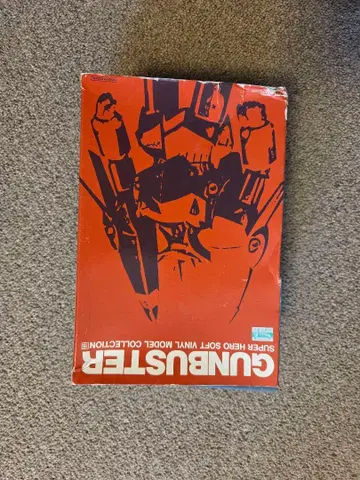 GUNBUSTER
SUPER HERO SOFT VINYL MODEL COLLECTION